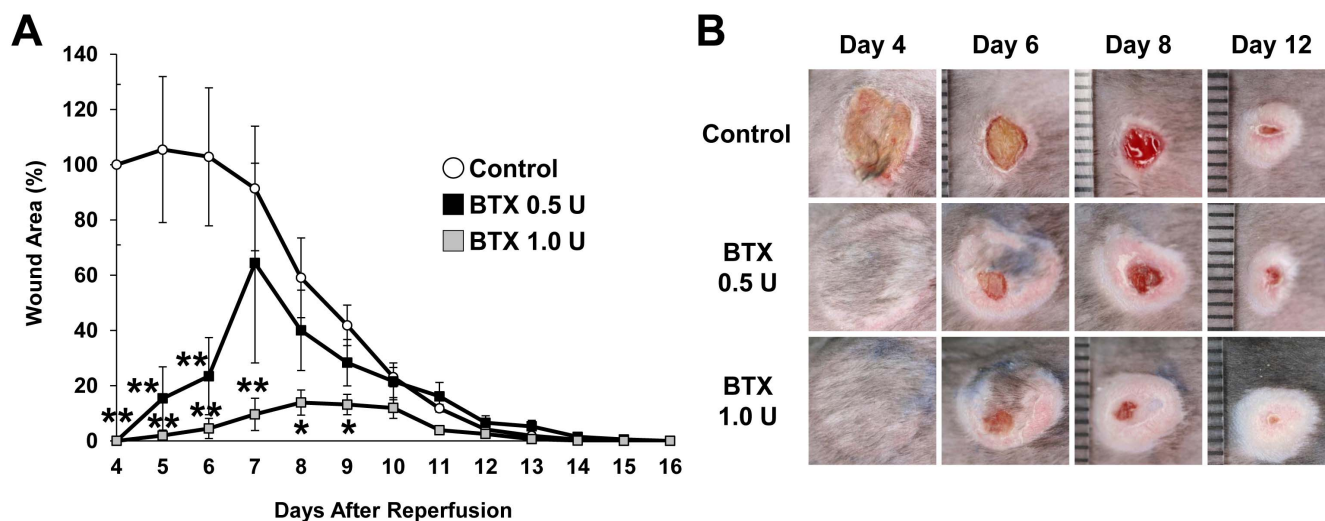 A
140
120
100
80
60
40
20
0
Wound Area (%)
Control
BTX 0.5 U
BTX 1.0 U
** ** ** ** ** ** * *
4 5 6 7 8 9 10 11 12 13 14 15 16
Days After Reperfusion
B
Day 4 Day 6 Day 8 Day 12
Control
BTX
0.5 U
BTX
1.0 U